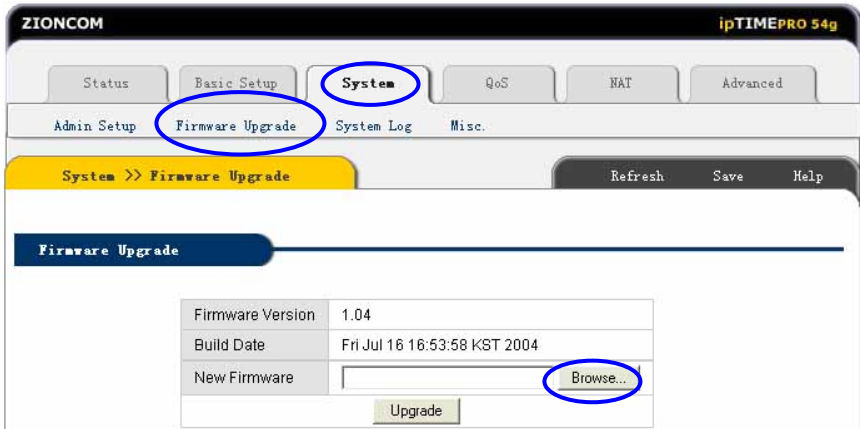 ZIONCOM ipTIMEPRO 54g
Status Basic Setup System QoS NAT Advanced
Admin Setup Firmware Upgrade System Log Misc.
System >> Firmware Upgrade Refresh Save Help
Firmware Upgrade
Firmware Version 1.04
Build Date Fri Jul 16 16:53:58 KST 2004
New Firmware Browse...
Upgrade